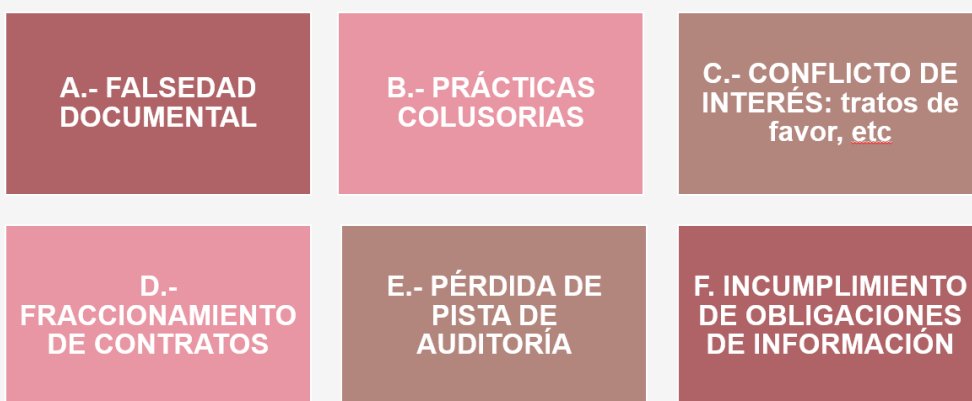 A.- FALSEDAD
DOCUMENTAL
B.- PRÁCTICAS
COLUSORIAS
C.- CONFLICTO DE
INTERÉS: tratos de
favor, etc
D.-
FRACCIONAMIENTO
DE CONTRATOS
E.- PÉRDIDA DE
PISTA DE
AUDITORÍA
F. INCUMPLIMIENTO
DE OBLIGACIONES
DE INFORMACIÓN